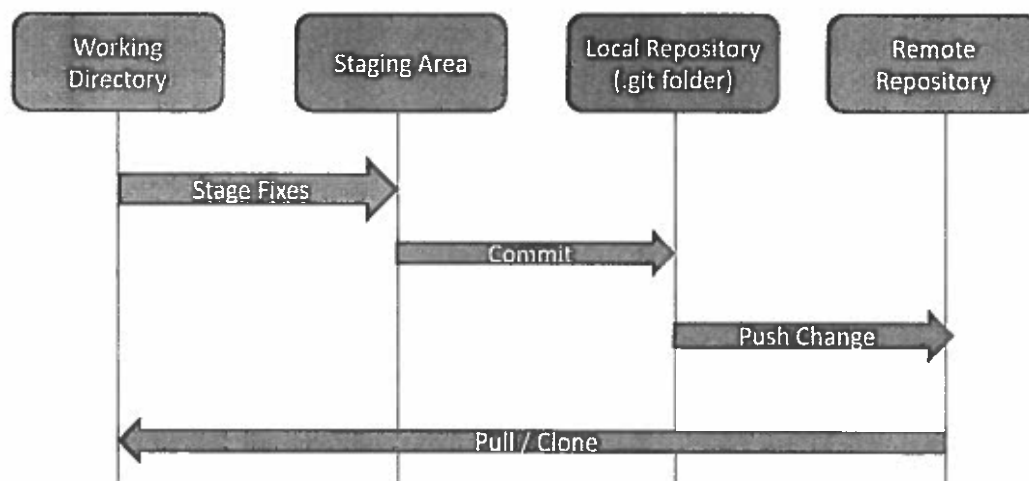 Working
Directory
Staging Area
Local Repository
(.git folder)
Remote
Repository
Stage Fixes
Commit
Push Change
Pull / Clone